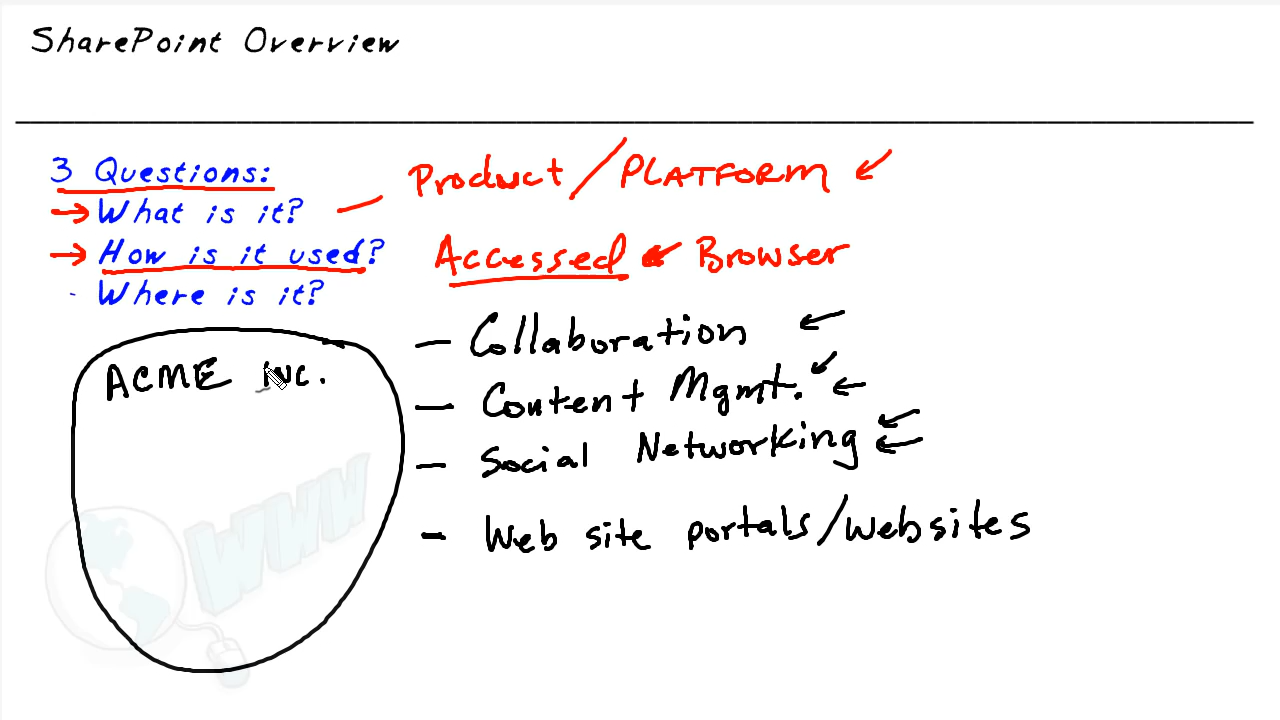 SharePoint Overview
3 Questions:
Product/PLATFORM
What is it?
How is it used?
Accessed Browser
Where is it?
- Collaboration
ACME INC.
- Content Mgmt.
- Social Networking
- Web site portals/websites
WWW